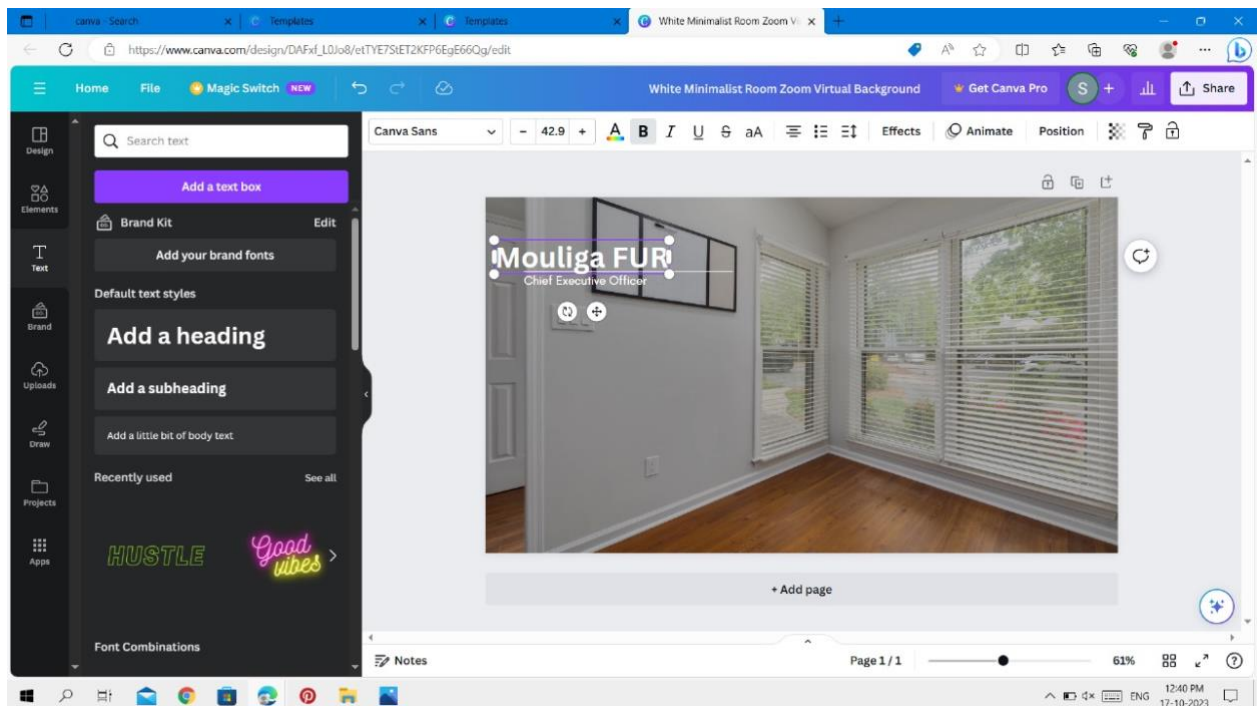 canva - Search
Templates
Templates
White Minimalist Room Zoom Vi
https://www.canva.com/design/DAFxf_L0Jo8/etTYE7StET2KFP6EgE66Qg/edit
Home File Magic Switch NEW White Minimalist Room Zoom Virtual Background Get Canva Pro S + Share
Canva Sans - 42.9 + A B I U S aA Effects Animate Position
Design
Elements
Text
Brand
Uploads
Draw
Projects
Apps
Search text
Add a text box
Brand Kit Edit
Add your brand fonts
Default text styles
Add a heading
Add a subheading
Add a little bit of body text
Recently used See all
HUSTLE
Good
vibes
Font Combinations
Mouliga FUR
Chief Executive Officer
+ Add page
Notes Page 1 / 1 61%
ENG
12:40 PM
17-10-2023